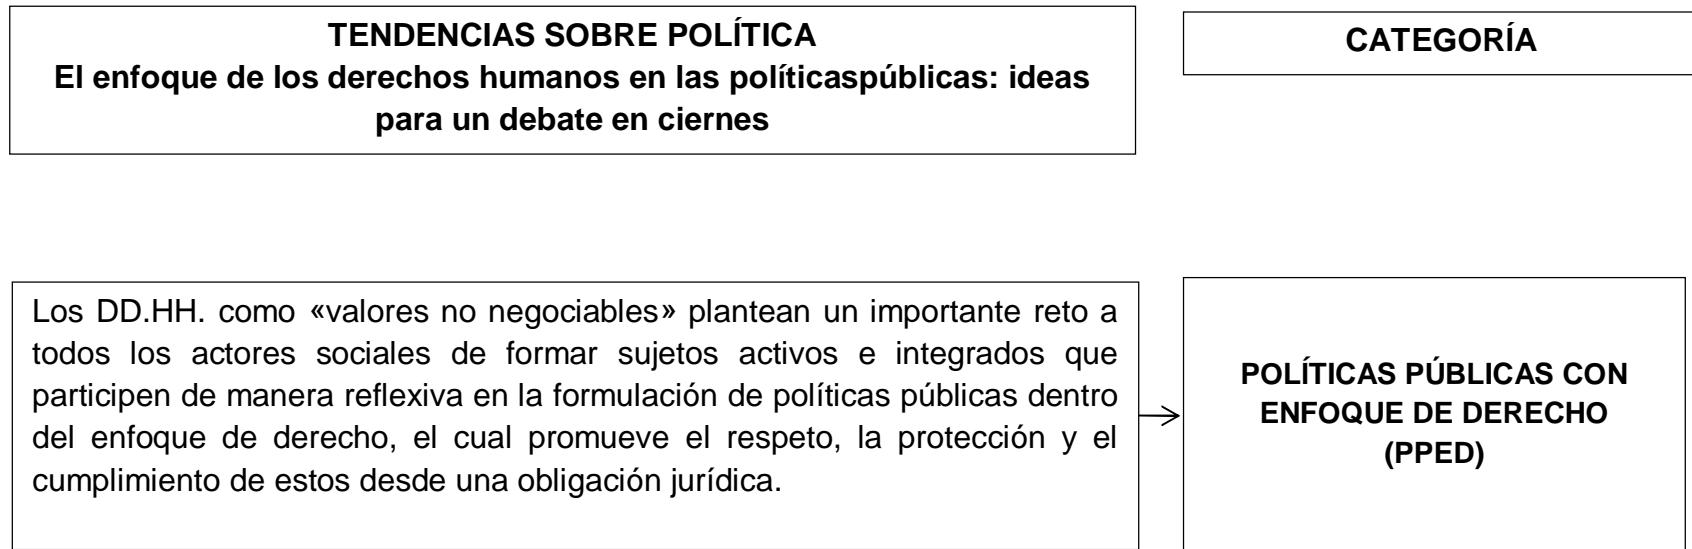 TENDENCIAS SOBRE POLÍTICA
El enfoque de los derechos humanos en las políticaspúblicas: ideas
para un debate en ciernes
CATEGORÍA
Los DD.HH. como «valores no negociables» plantean un importante reto a
todos los actores sociales de formar sujetos activos e integrados que
participen de manera reflexiva en la formulación de políticas públicas dentro
del enfoque de derecho, el cual promueve el respeto, la protección y el
cumplimiento de estos desde una obligación jurídica.
POLÍTICAS PÚBLICAS CON
ENFOQUE DE DERECHO
(PPED)